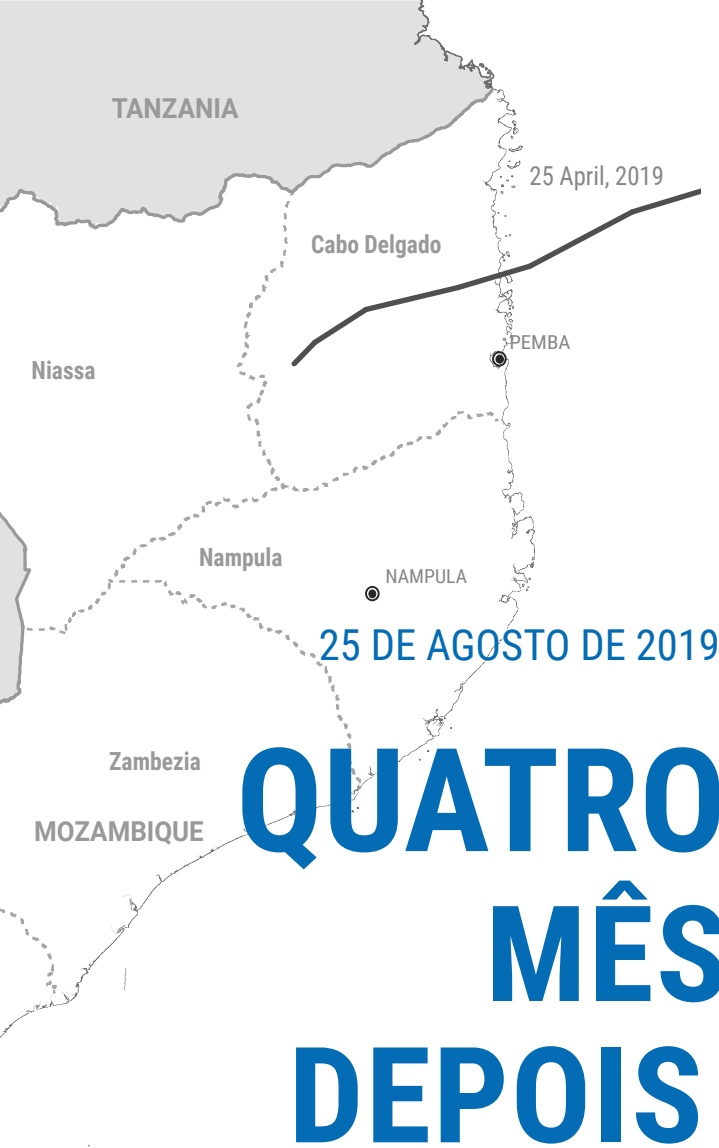 TANZANIA
25 April, 2019
Cabo Delgado
PEMBA
Niassa
Nampula
NAMPULA
25 DE AGOSTO DE 2019
Zambezia
MOZAMBIQUE
QUATRO
MÊS
DEPOIS